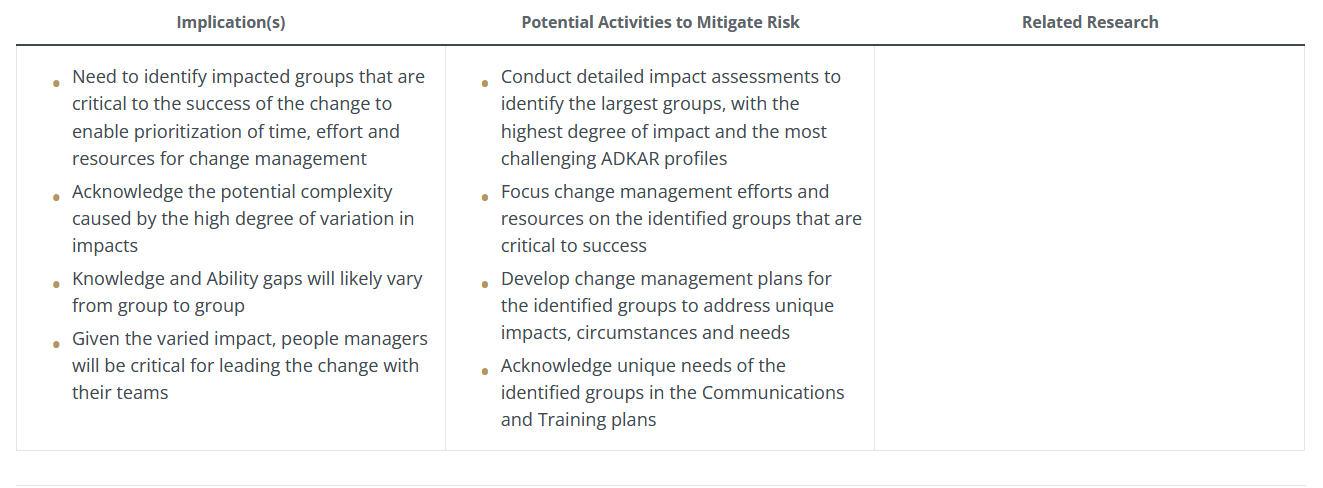 Implication(s)
Potential Activities to Mitigate Risk
Related Research
Need to identify impacted groups that are
critical to the success of the change to
enable prioritization of time, effort and
resources for change management
Acknowledge the potential complexity
caused by the high degree of variation in
impacts
Knowledge and Ability gaps will likely vary
from group to group
Given the varied impact, people managers
will be critical for leading the change with
their teams
Conduct detailed impact assessments to
identify the largest groups, with the
highest degree of impact and the most
challenging ADKAR profiles
Focus change management efforts and
resources on the identified groups that are
critical to success
Develop change management plans for
the identified groups to address unique
impacts, circumstances and needs
Acknowledge unique needs of the
identified groups in the Communications
and Training plans